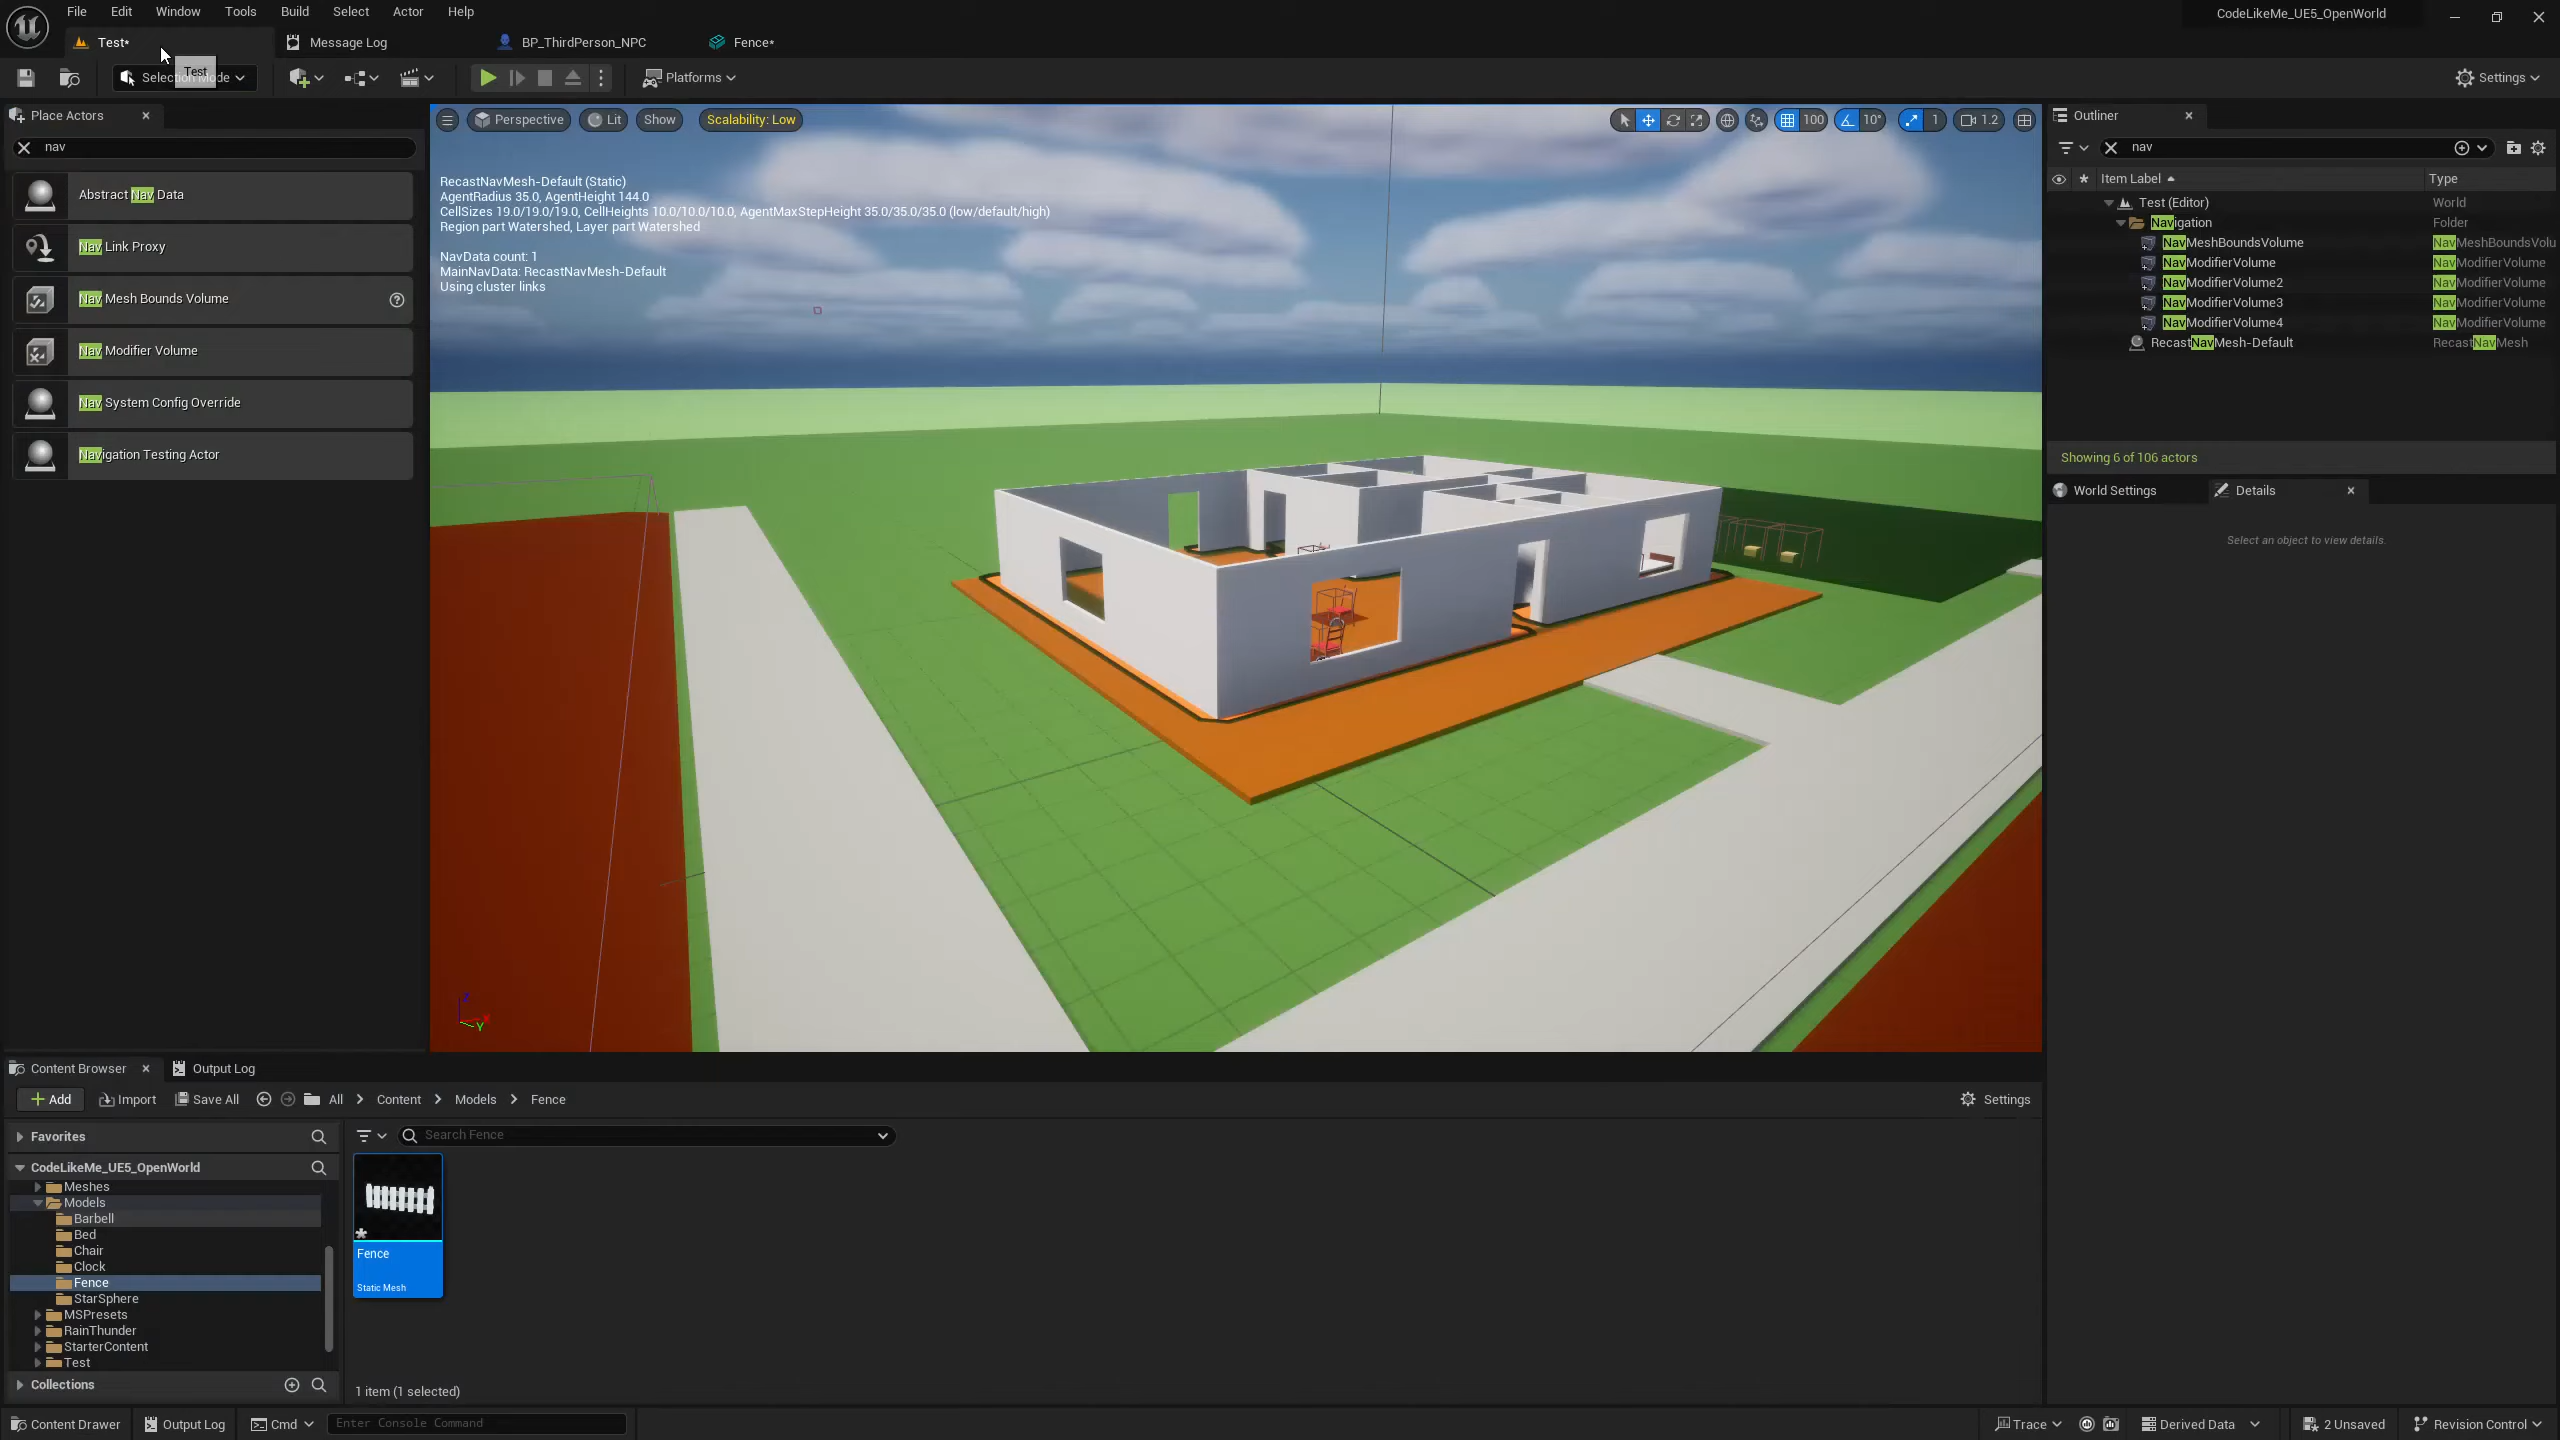 File Edit Window Tools Build Select Actor Help
CodeLikeMe_UE5_OpenWorld
Test*
Message Log
BP_ThirdPerson_NPC
Fence*
Selection Mode
Test
Platforms
Settings
Place Actors
nav
Abstract Nav Data
Nav Link Proxy
Nav Mesh Bounds Volume
Nav Modifier Volume
Nav System Config Override
Navigation Testing Actor
Perspective
Lit
Show
Scalability: Low
100
10°
1
1.2
RecastNavMesh-Default (Static)
AgentRadius 35.0, AgentHeight 144.0
CellSizes 19.0/19.0/19.0, CellHeights 10.0/10.0/10.0, AgentMaxStepHeight 35.0/35.0/35.0 (low/default/high)
Region part Watershed, Layer part Watershed
NavData count: 1
MainNavData: RecastNavMesh-Default
Using cluster links
Z
X
Y
Outliner
nav
Item Label Type
Test (Editor) World
Navigation Folder
NavMeshBoundsVolume NavMeshBoundsVolu
NavModifierVolume NavModifierVolume
NavModifierVolume2 NavModifierVolume
NavModifierVolume3 NavModifierVolume
NavModifierVolume4 NavModifierVolume
RecastNavMesh-Default RecastNavMesh
Showing 6 of 106 actors
World Settings
Details
Select an object to view details.
Content Browser
Output Log
Add
Import
Save All
All
Content
Models
Fence
Settings
Favorites
CodeLikeMe_UE5_OpenWorld
Meshes
Models
Barbell
Bed
Chair
Clock
Fence
StarSphere
MSPresets
RainThunder
StarterContent
Test
Collections
Search Fence
Fence
Static Mesh
1 item (1 selected)
Content Drawer
Output Log
Cmd
Enter Console Command
Trace
Derived Data
2 Unsaved
Revision Control